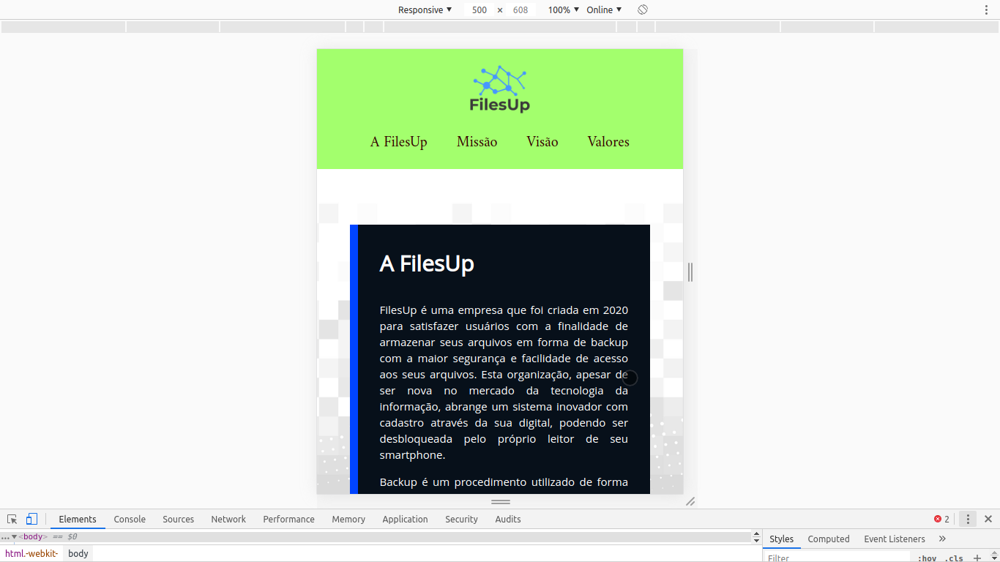 Responsive ▼ 500 × 608 100% ▼ Online ▼
FilesUp
A FilesUp Missão Visão Valores
A FilesUp
FilesUp é uma empresa que foi criada em 2020
para satisfazer usuários com a finalidade de
armazenar seus arquivos em forma de backup
com a maior segurança e facilidade de acesso
aos seus arquivos. Esta organização, apesar de
ser nova no mercado da tecnologia da
informação, abrange um sistema inovador com
cadastro através da sua digital, podendo ser
desbloqueada pelo próprio leitor de seu
smartphone.
Backup é um procedimento utilizado de forma
Elements Console Sources Network Performance Memory Application Security Audits 2
…▼<body> == $0
Styles Computed Event Listeners »
html.-webkit- body
Filter :hov .cls +